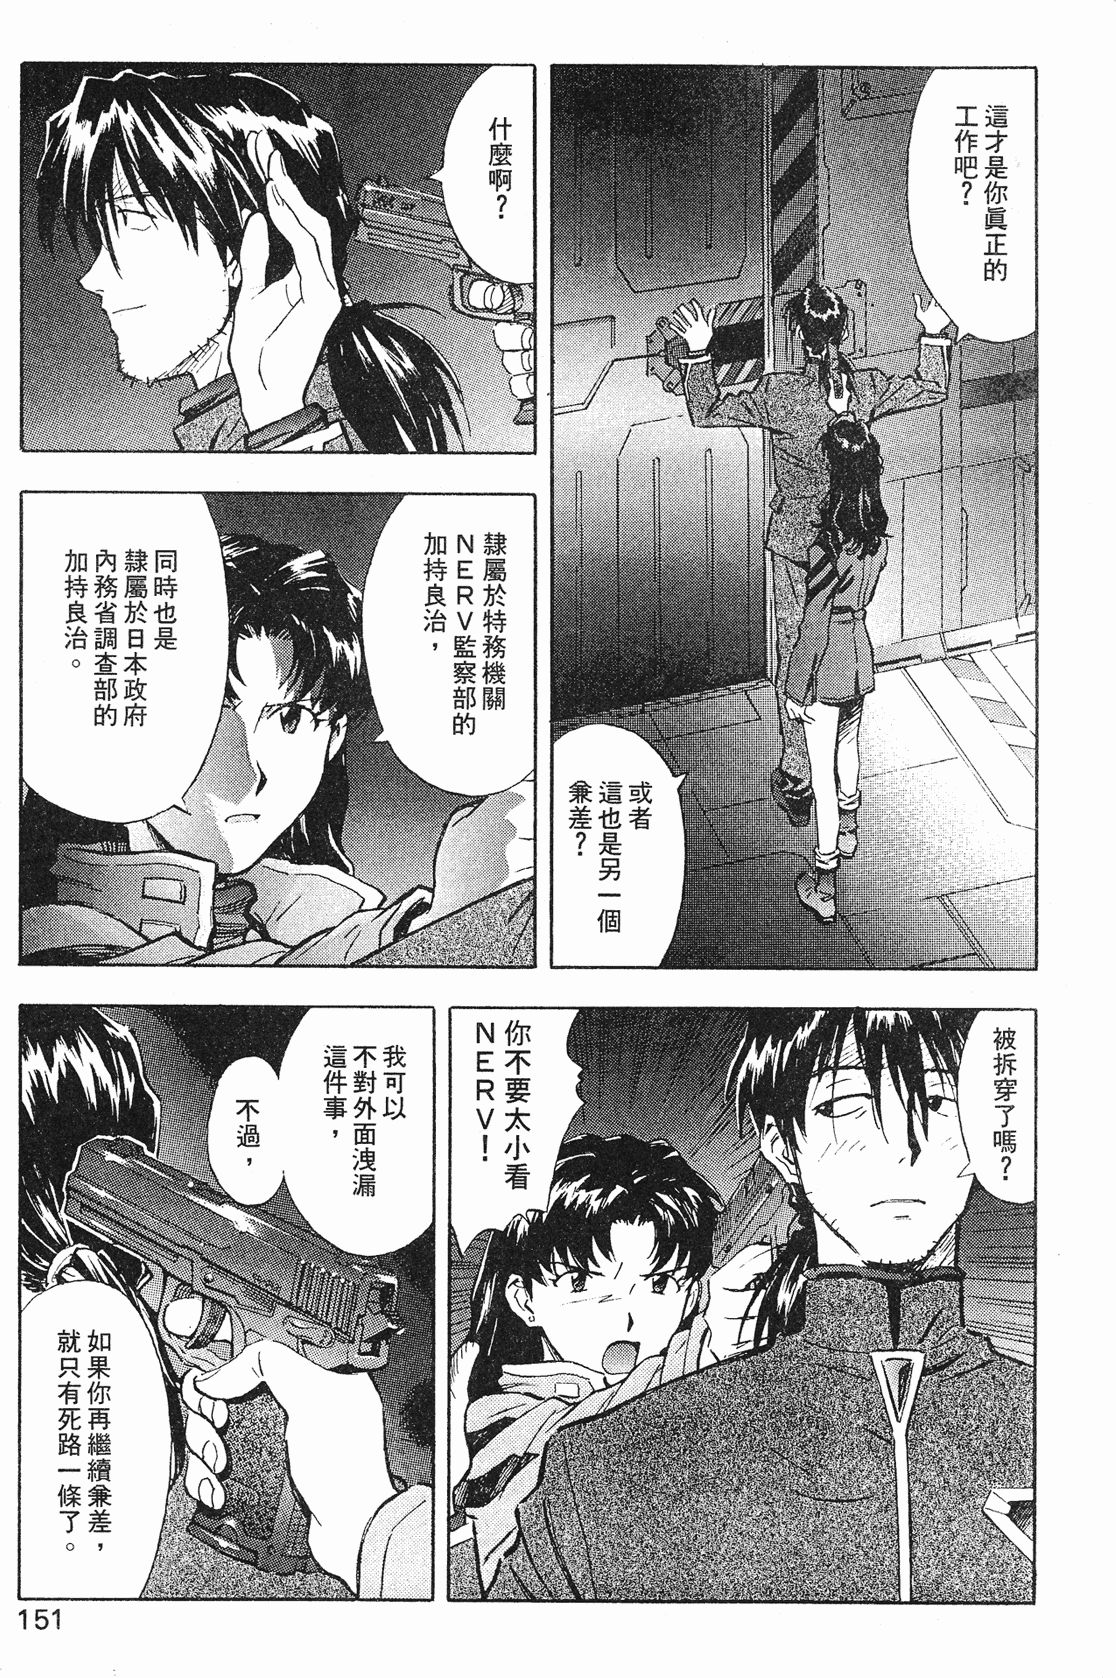 這才是你眞正的
工作吧？
或者
這也是另一個
兼差？
什麼啊？
隸屬於特務機關
NERV監察部的
加持良治，
同時也是
隸屬於日本政府
內務省調查部的
加持良治。
被拆穿了嗎？
你不要太小看
NERV！
我可以
不對外面洩漏
這件事，
不過，
如果你再繼續兼差，
就只有死路一條了。
151